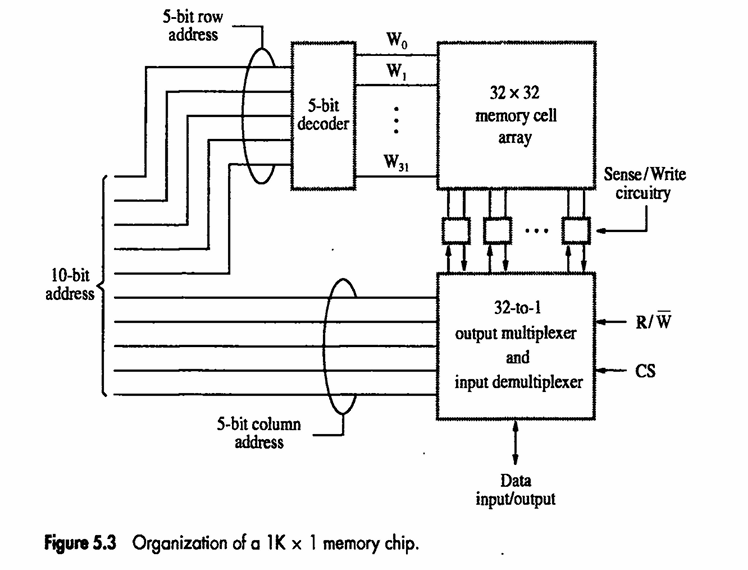 5-bit row
address
W0
W1
5-bit
decoder
W31
32 × 32
memory cell
array
Sense/Write
circuitry
10-bit
address
32-to-1
output multiplexer
and
input demultiplexer
R/W̅
CS
5-bit column
address
Data
input/output
Figure 5.3 Organization of a 1K × 1 memory chip.